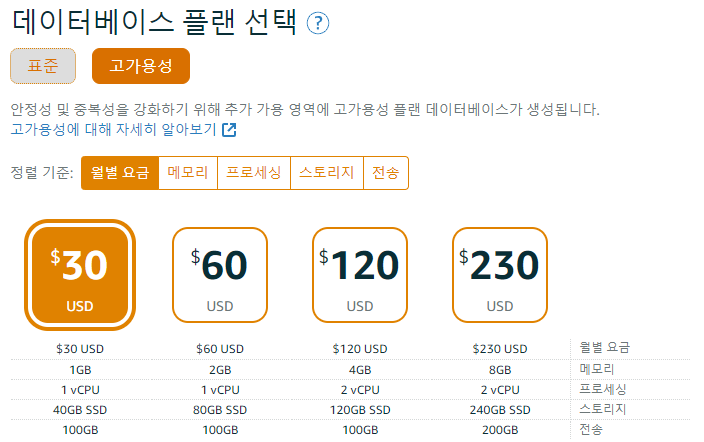 데이터베이스 플랜 선택 ?
표준 고가용성
안정성 및 중복성을 강화하기 위해 추가 가용 영역에 고가용성 플랜 데이터베이스가 생성됩니다.
고가용성에 대해 자세히 알아보기
정렬 기준: 월별 요금 메모리 프로세싱 스토리지 전송
$30 $60 $120 $230
USD USD USD USD
$30 USD $60 USD $120 USD $230 USD 월별 요금
1GB 2GB 4GB 8GB 메모리
1 vCPU 1 vCPU 2 vCPU 2 vCPU 프로세싱
40GB SSD 80GB SSD 120GB SSD 240GB SSD 스토리지
100GB 100GB 100GB 200GB 전송